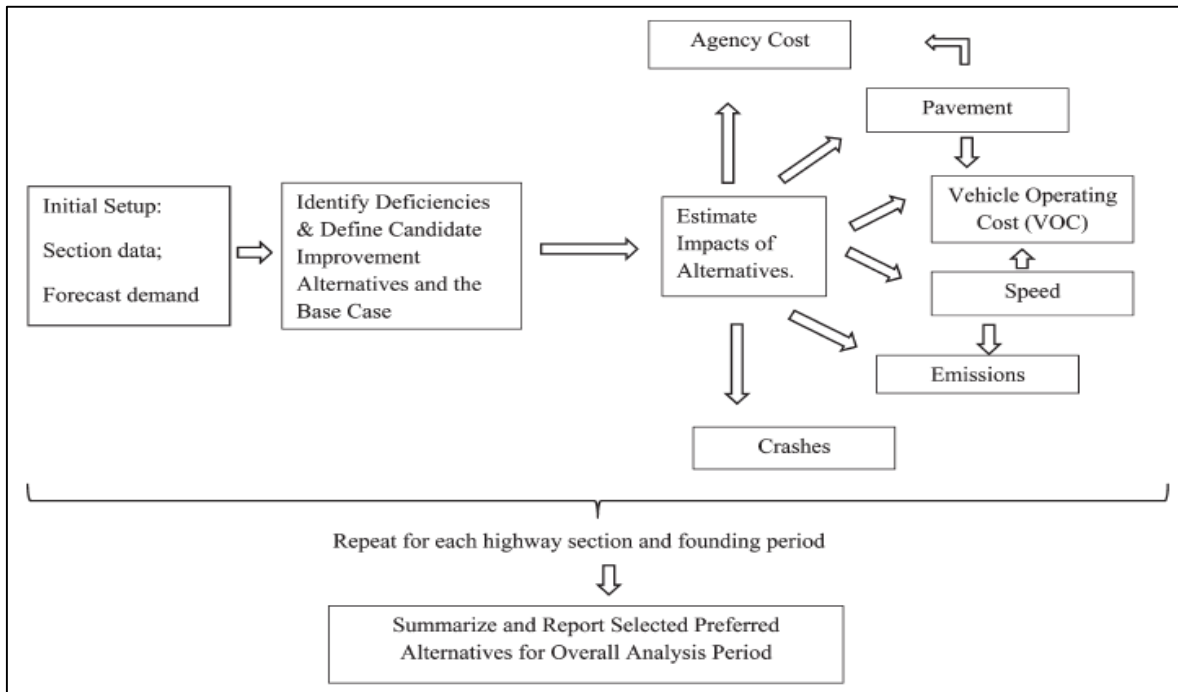 Agency Cost
Pavement
Initial Setup:
Section data;
Forecast demand
Identify Deficiencies
& Define Candidate
Improvement
Alternatives and the
Base Case
Estimate
Impacts of
Alternatives.
Vehicle Operating
Cost (VOC)
Speed
Emissions
Crashes
Repeat for each highway section and founding period
Summarize and Report Selected Preferred
Alternatives for Overall Analysis Period